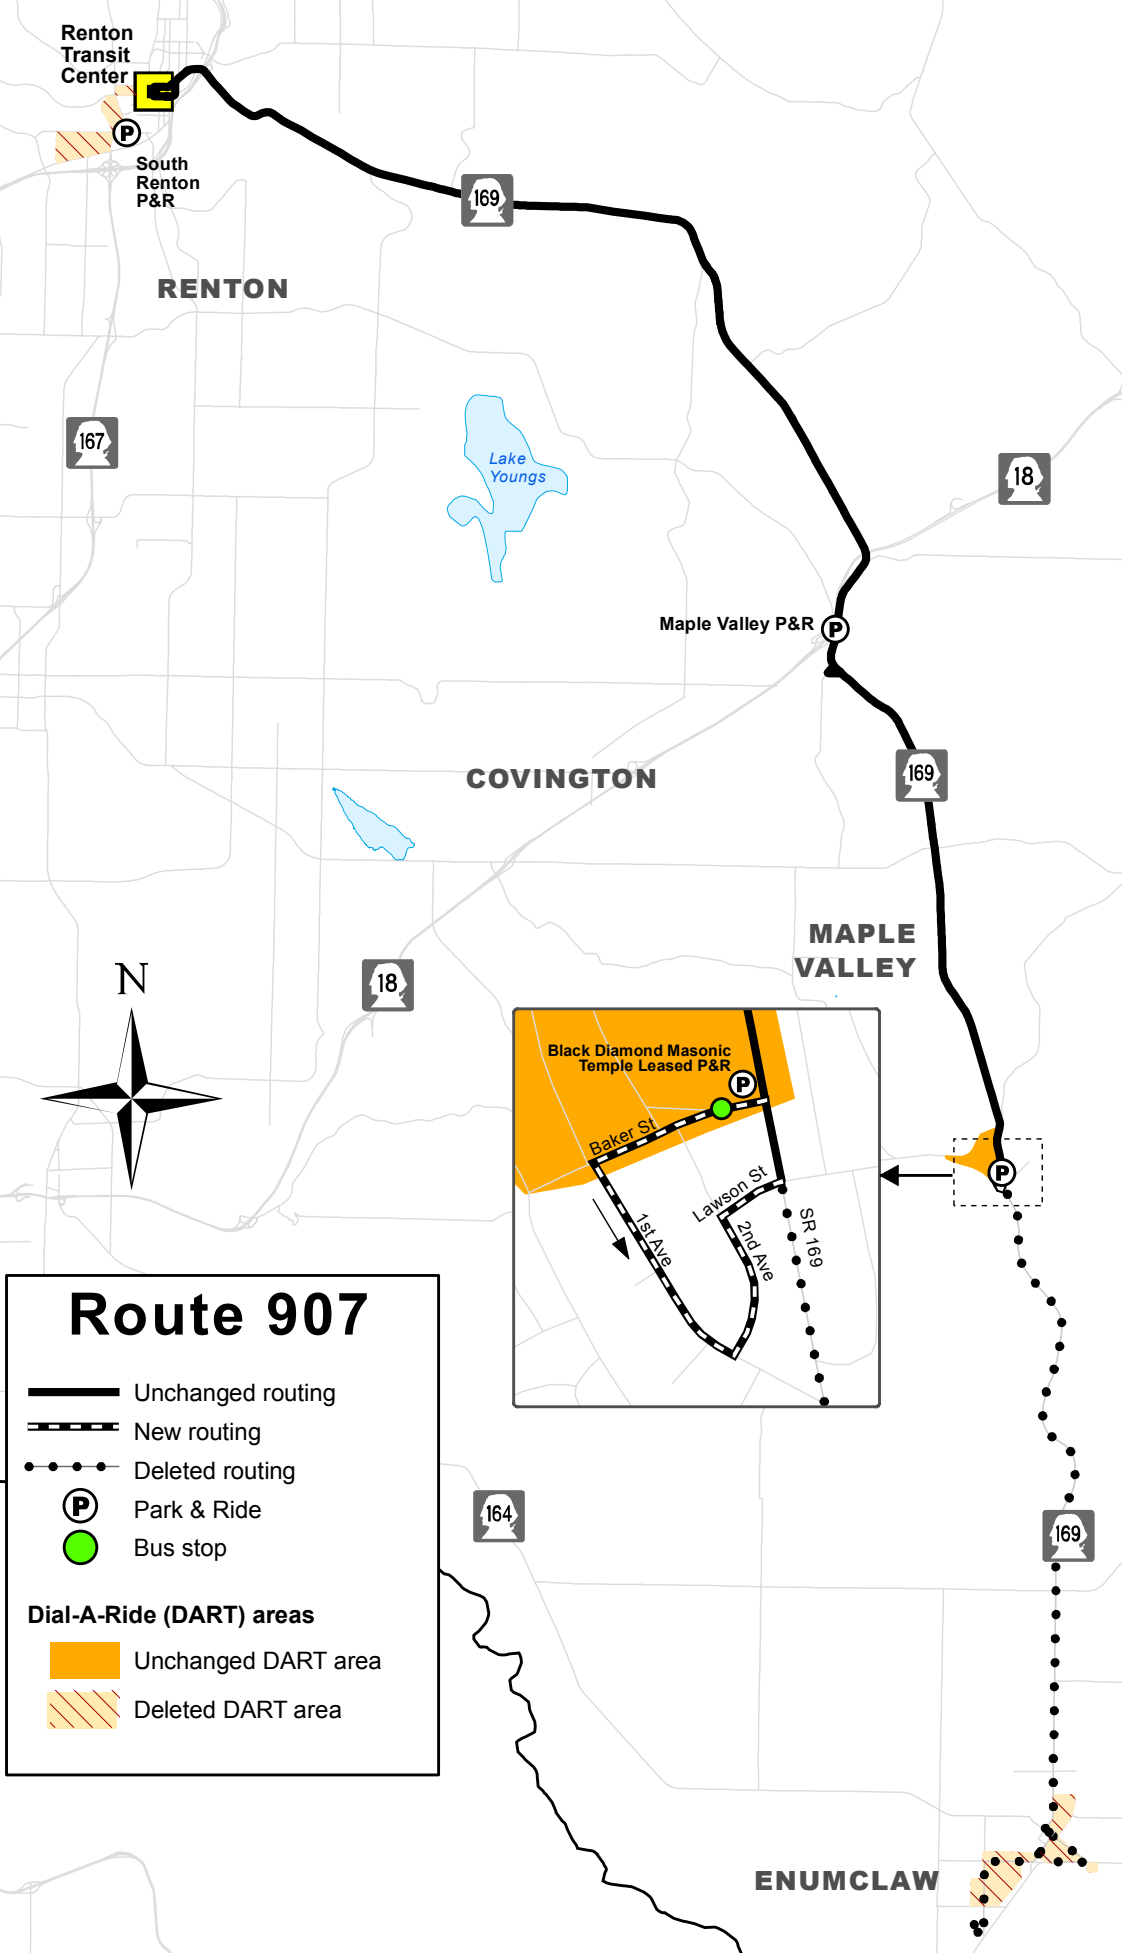 Renton
Transit
Center
P
South
Renton
P&R
169
RENTON
167
Lake
Youngs
18
Maple Valley P&R
P
169
COVINGTON
MAPLE
VALLEY
N
18
Black Diamond Masonic
Temple Leased P&R
P
Baker St
Lawson St
1st Ave
2nd Ave
SR 169
P
Route 907
Unchanged routing
New routing
Deleted routing
P
Park & Ride
Bus stop
Dial-A-Ride (DART) areas
Unchanged DART area
Deleted DART area
164
169
ENUMCLAW